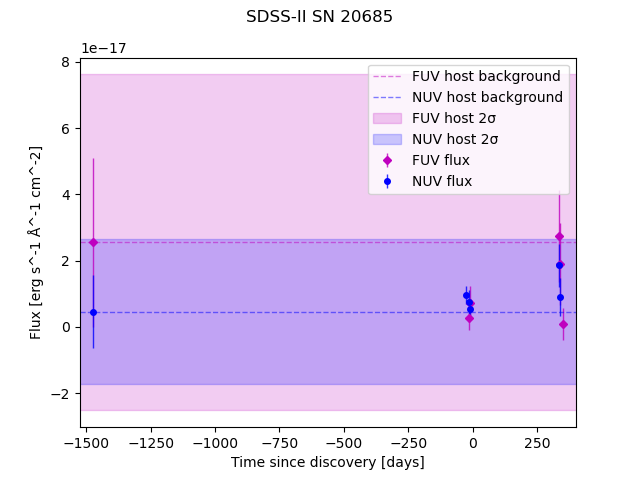 SDSS-II SN 20685
1e−17
8
6
4
2
0
−2
Flux [erg s^-1 Å^-1 cm^-2]
FUV host background
NUV host background
FUV host 2σ
NUV host 2σ
FUV flux
NUV flux
−1500 −1250 −1000 −750 −500 −250 0 250
Time since discovery [days]